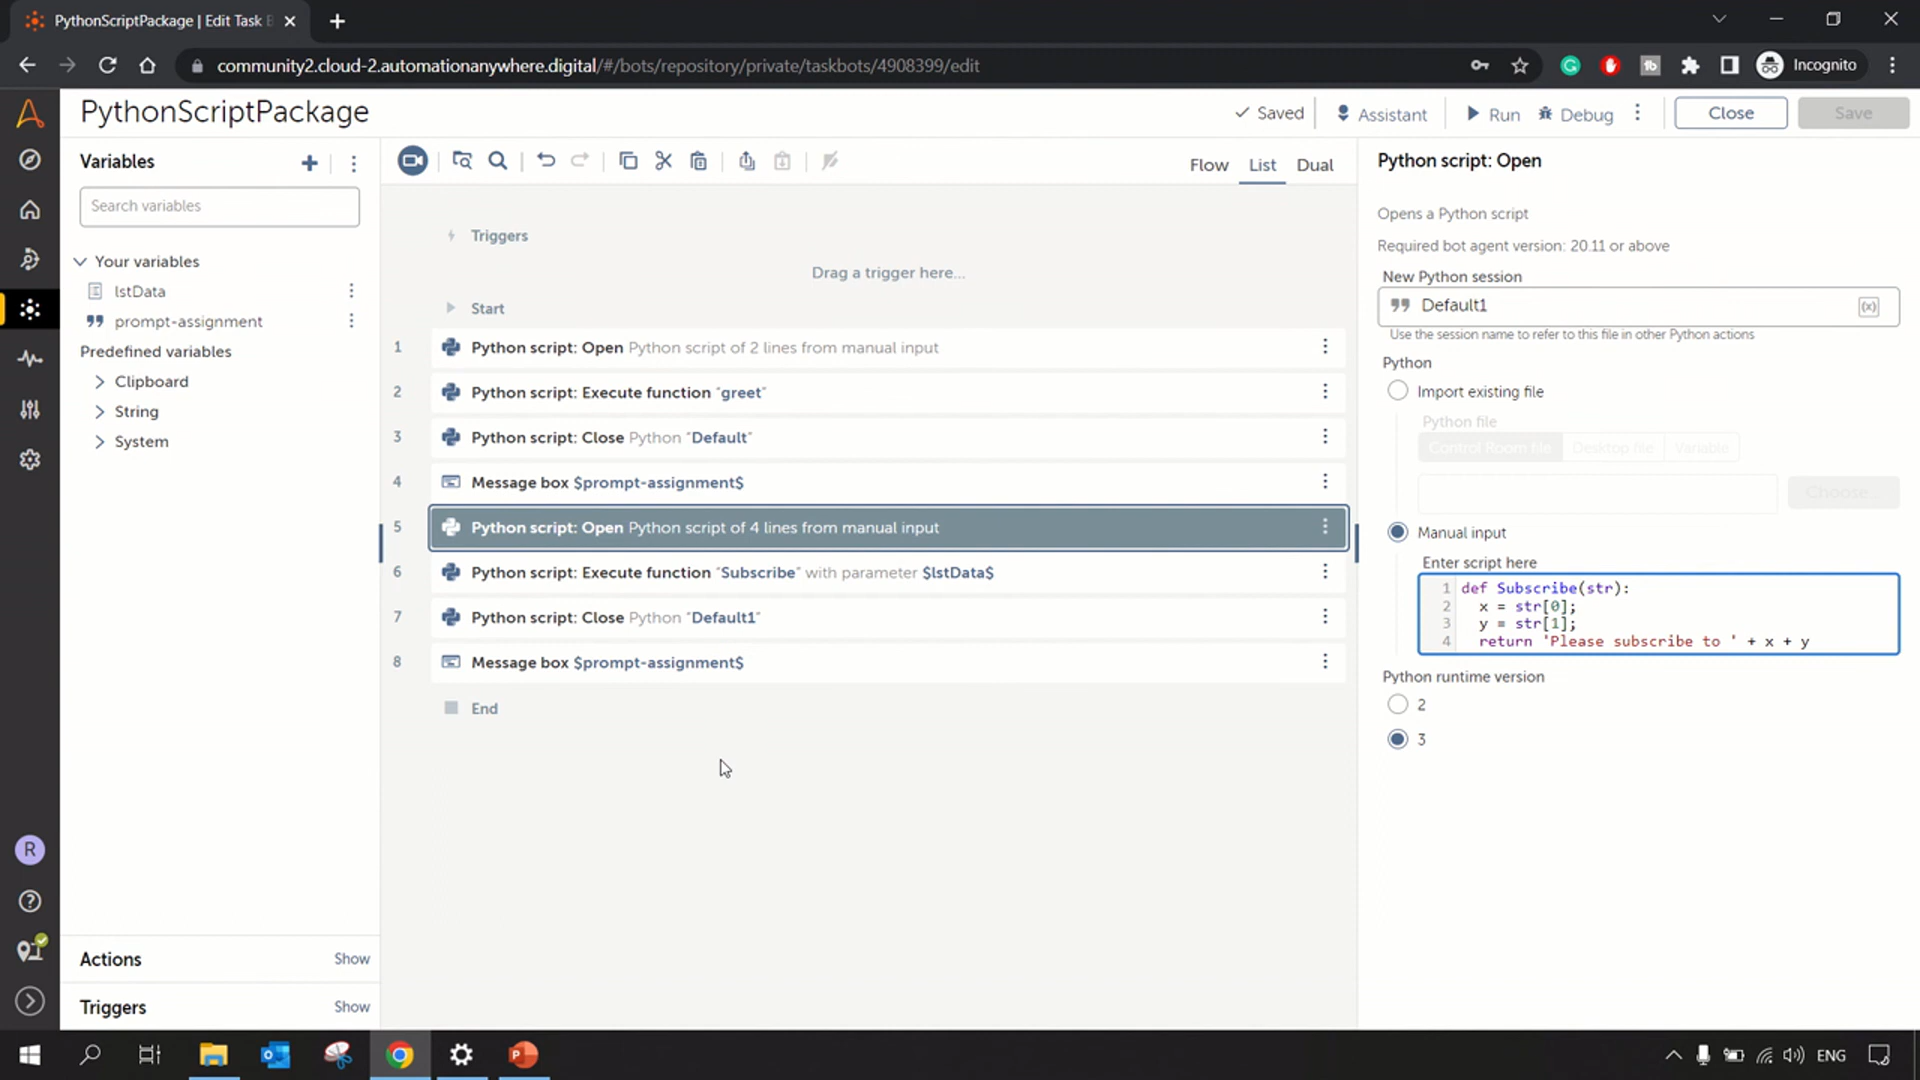 PythonScriptPackage | Edit Task B
community2.cloud-2.automationanywhere.digital/#/bots/repository/private/taskbots/4908399/edit
Incognito
PythonScriptPackage
Saved
Assistant
Run
Debug
Close
Save
Variables
Search variables
Your variables
lstData
prompt-assignment
Predefined variables
Clipboard
String
System
Actions Show
Triggers Show
Flow List Dual
Triggers
Drag a trigger here...
Start
1 Python script: Open Python script of 2 lines from manual input
2 Python script: Execute function "greet"
3 Python script: Close Python "Default"
4 Message box $prompt-assignment$
5 Python script: Open Python script of 4 lines from manual input
6 Python script: Execute function "Subscribe" with parameter $lstData$
7 Python script: Close Python "Default1"
8 Message box $prompt-assignment$
End
Python script: Open
Opens a Python script
Required bot agent version: 20.11 or above
New Python session
Default1
(x)
Use the session name to refer to this file in other Python actions
Python
Import existing file
Python file
Control Room file Desktop file Variable
Choose...
Manual input
Enter script here
1 def Subscribe(str):
2 x = str[0];
3 y = str[1];
4 return 'Please subscribe to ' + x + y
Python runtime version
2
3
R
ENG